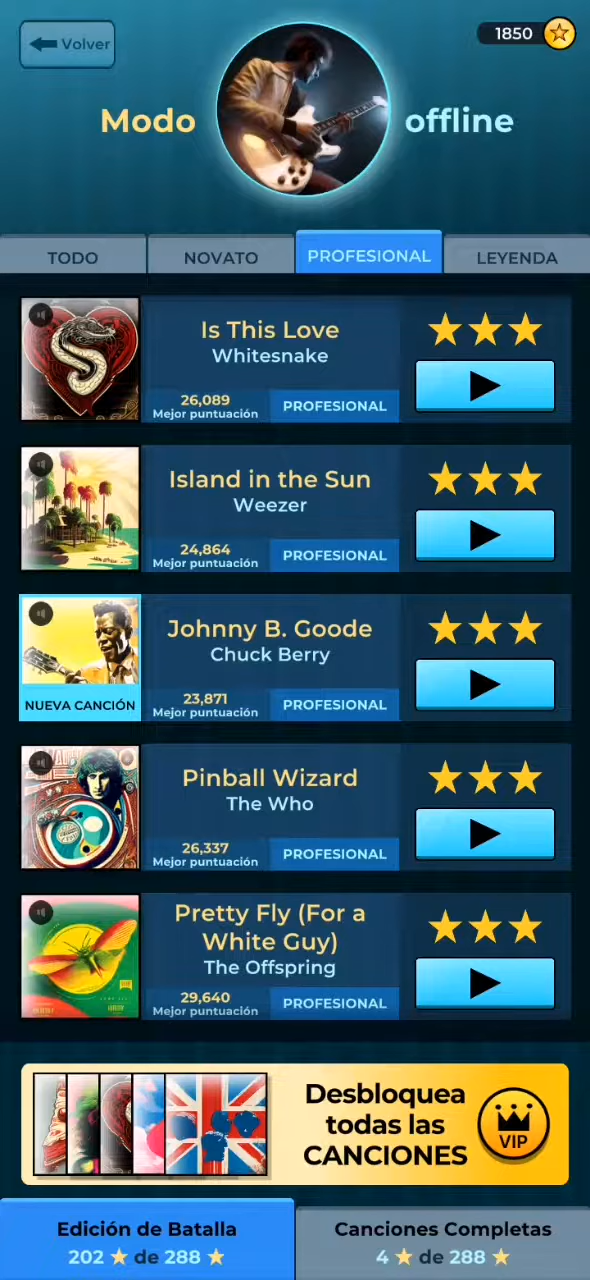 Volver
1850
Modo
offline
TODO
NOVATO
PROFESIONAL
LEYENDA
Is This Love
Whitesnake
26,089
Mejor puntuación
PROFESIONAL
Island in the Sun
Weezer
24,864
Mejor puntuación
PROFESIONAL
Johnny B. Goode
Chuck Berry
NUEVA CANCIÓN
23,871
Mejor puntuación
PROFESIONAL
Pinball Wizard
The Who
26,337
Mejor puntuación
PROFESIONAL
Pretty Fly (For a
White Guy)
The Offspring
29,640
Mejor puntuación
PROFESIONAL
Desbloquea
todas las
CANCIONES
VIP
Edición de Batalla
202 de 288
Canciones Completas
4 de 288